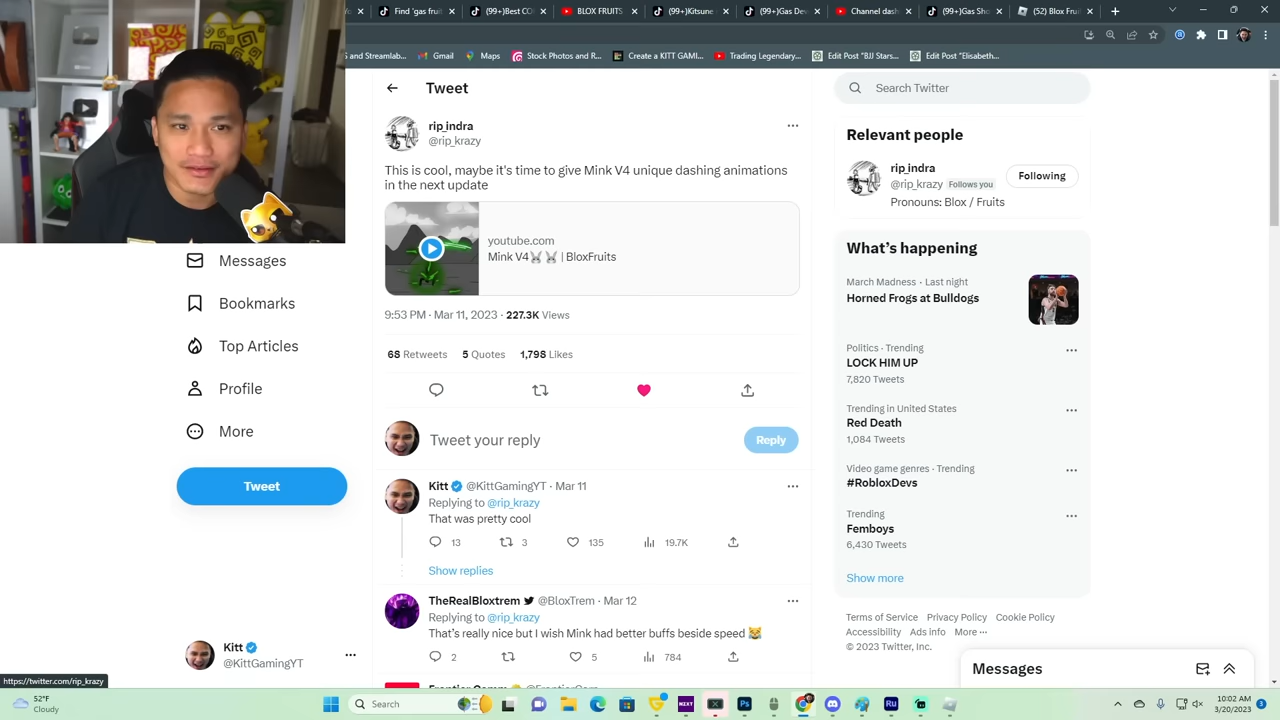 Find 'gas fruit
(99+)Best CO
BLOX FRUITS
(99+)Kitsune
(99+)Gas Dev
Channel dash
(99+)Gas Sho
(52) Blox Fruit
S and Streamlab...
Gmail
Maps
Stock Photos and R...
Create a KITT GAMI...
Trading Legendary...
Edit Post "BJJ Stars...
Edit Post "Elisabeth...
Tweet
Search Twitter
rip_indra
@rip_krazy
This is cool, maybe it's time to give Mink V4 unique dashing animations
in the next update
youtube.com
Mink V4🐰 🐰 | BloxFruits
9:53 PM · Mar 11, 2023 · 227.3K Views
68 Retweets 5 Quotes 1,798 Likes
Tweet your reply
Reply
Kitt @KittGamingYT · Mar 11
Replying to @rip_krazy
That was pretty cool
13 3 135 19.7K
Show replies
TheRealBloxtrem @BloxTrem · Mar 12
Replying to @rip_krazy
That's really nice but I wish Mink had better buffs beside speed 😹
2 5 784
Messages
Bookmarks
Top Articles
Profile
More
Tweet
Kitt
@KittGamingYT
Relevant people
rip_indra
@rip_krazy Follows you
Following
Pronouns: Blox / Fruits
What's happening
March Madness · Last night
Horned Frogs at Bulldogs
Politics · Trending
LOCK HIM UP
7,820 Tweets
Trending in United States
Red Death
1,084 Tweets
Video game genres · Trending
#RobloxDevs
Trending
Femboys
6,430 Tweets
Show more
Terms of Service Privacy Policy Cookie Policy
Accessibility Ads info More ···
© 2023 Twitter, Inc.
Messages
https://twitter.com/rip_krazy
52°F
Cloudy
Search
NEXT
Ps
Ru
10:02 AM
3/20/2023